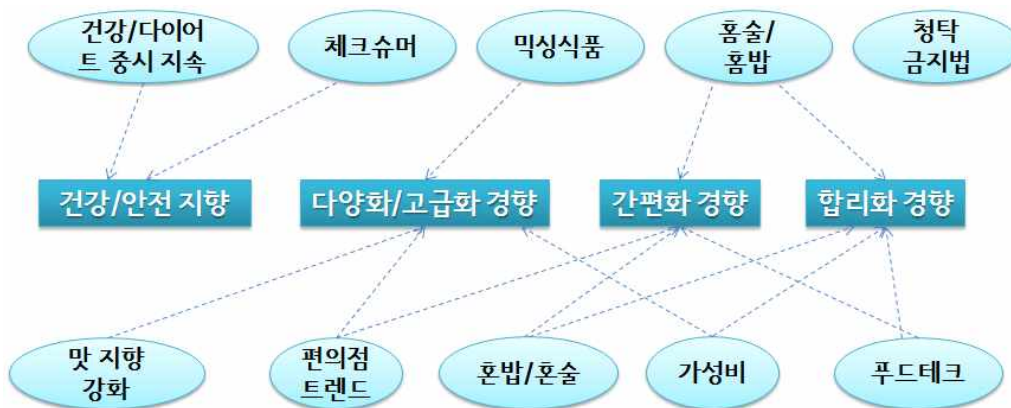 건강/다이어
트 중시 지속
체크슈머
믹싱식품
홈술/
홈밥
청탁
금지법
건강/안전 지향
다양화/고급화 경향
간편화 경향
합리화 경향
맛 지향
강화
편의점
트렌드
혼밥/혼술
가성비
푸드테크